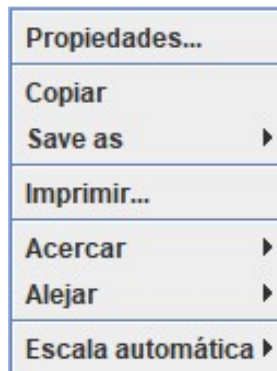 Propiedades...
Copiar
Save as
Imprimir...
Acercar
Alejar
Escala automática